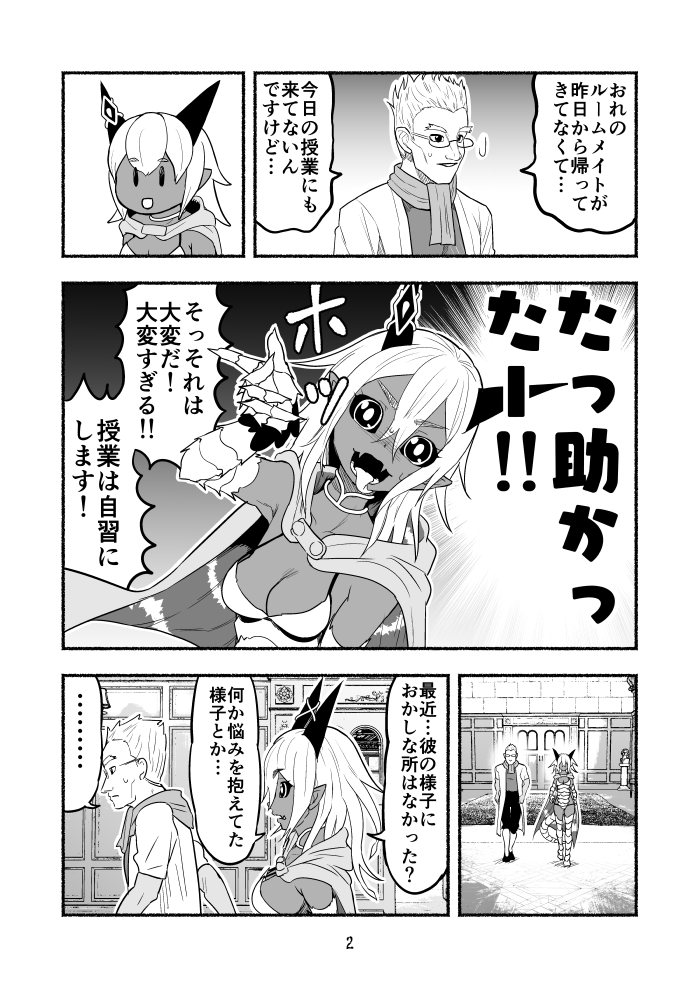 おれの
ルームメイトが
昨日から帰って
きてなくて…
今日の授業にも
来てないん
ですけど…
たっ助かっ
たー!!
ホッ
そっそれは
大変だ!
大変すぎる!!
授業は自習に
します!
最近…彼の様子に
おかしな所はなかった?
何か悩みを抱えてた
様子とか…
………
2